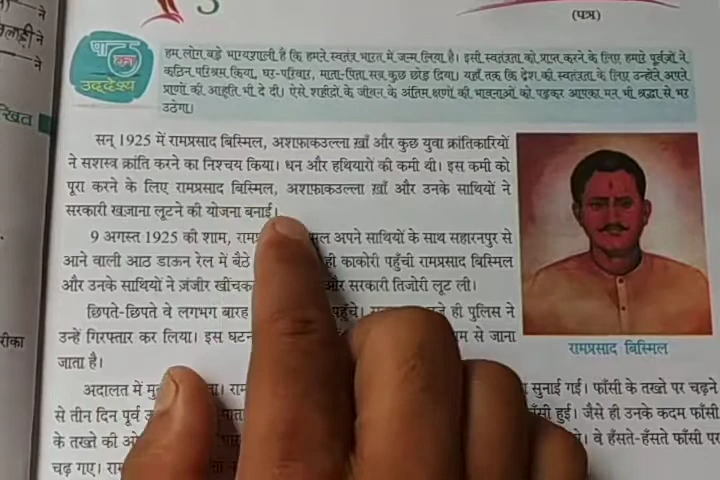 ने
ने
ने
(पत्र)
पाठ का
उद्देश्य
हम लोग बड़े भाग्यशाली हैं कि हमने स्वतंत्र भारत में जन्म लिया है। इसी स्वतंत्रता को प्राप्त करने के लिए हमारे पूर्वजों ने
कठिन परिश्रम किया, घर-परिवार, माता-पिता सब कुछ छोड़ दिया। यहाँ तक कि देश की स्वतंत्रता के लिए उन्होंने अपने
प्राणों की आहुति भी दे दी। ऐसे शहीदों के जीवन के अंतिम क्षणों की भावनाओं को पढ़कर आपका मन भी श्रद्धा से भर
उठेगा।
सन् 1925 में रामप्रसाद बिस्मिल, अशफ़ाकउल्ला ख़ाँ और कुछ युवा क्रांतिकारियों
ने सशस्त्र क्रांति करने का निश्चय किया। धन और हथियारों की कमी थी। इस कमी को
पूरा करने के लिए रामप्रसाद बिस्मिल, अशफ़ाकउल्ला ख़ाँ और उनके साथियों ने
सरकारी खज़ाना लूटने की योजना बनाई।
9 अगस्त 1925 की शाम, अपने साथियों के साथ सहारनपुर से
आने वाली आठ डाऊन रेल में बैठे ही काकोरी पहुँची रामप्रसाद बिस्मिल
और उनके साथियों ने ज़ंजीर और सरकारी तिजोरी लूट ली।
छिपते-छिपते वे लगभग बारह ही पुलिस ने
उन्हें गिरफ्तार कर लिया। इस से जाना
जाता है।
अदालत में सुनाई गई। फाँसी के तख्ते पर चढ़ने
से तीन दिन पूर्व हुई। जैसे ही उनके कदम फाँसी
के तख्ते की वे हँसते-हँसते फाँसी पर
चढ़ गए।
रामप्रसाद बिस्मिल